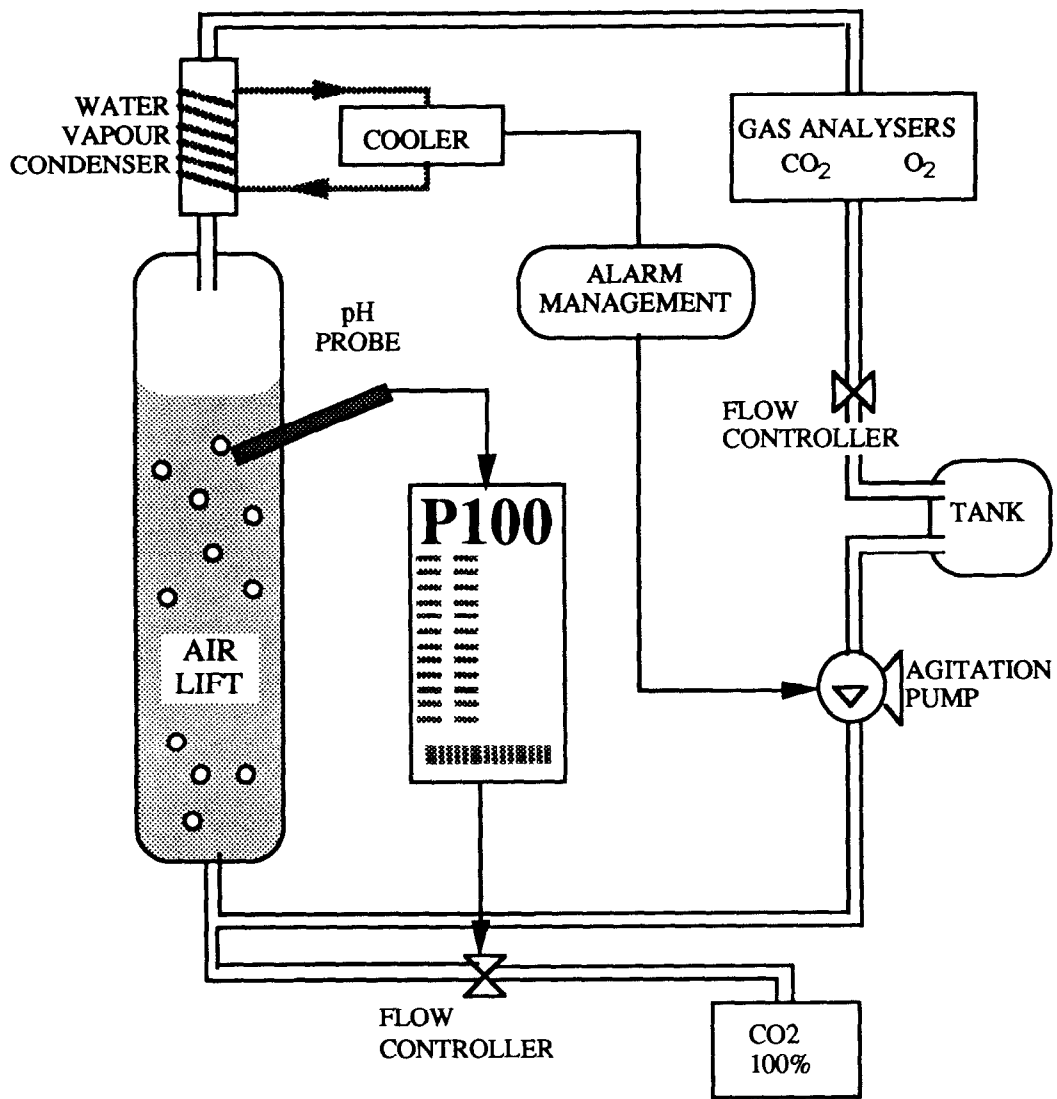 WATER
VAPOUR
CONDENSER
COOLER
GAS ANALYSERS
CO2 O2
ALARM
MANAGEMENT
pH
PROBE
FLOW
CONTROLLER
TANK
P100
AIR
LIFT
AGITATION
PUMP
FLOW
CONTROLLER
CO2
100%